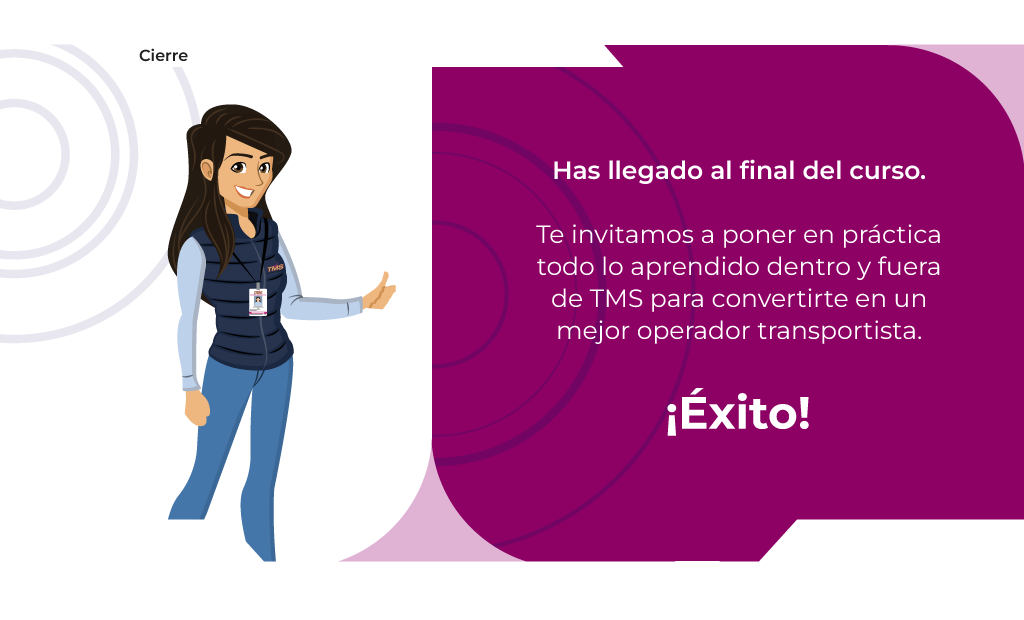 Cierre
Has llegado al final del curso.
Te invitamos a poner en práctica
todo lo aprendido dentro y fuera
de TMS para convertirte en un
mejor operador transportista.
¡Éxito!
TMS